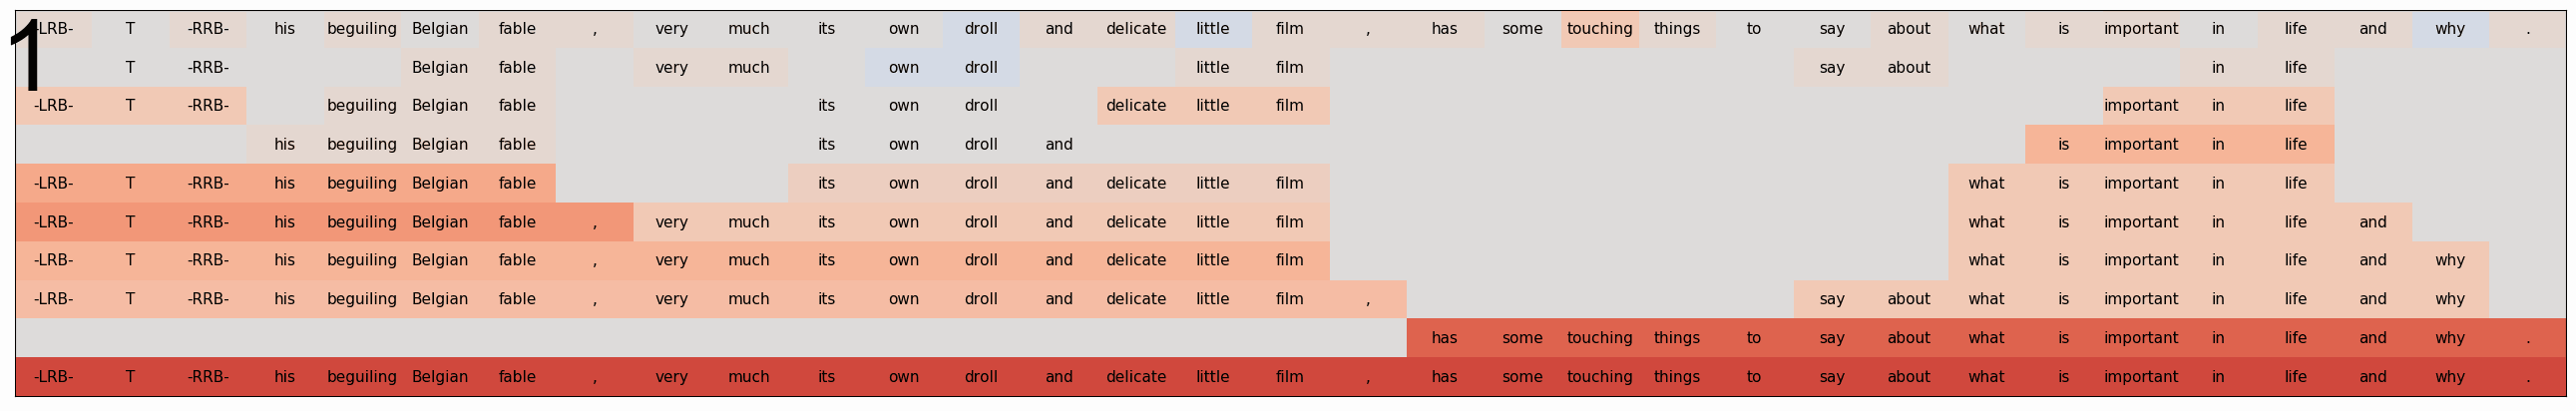 1
-LRB- T -RRB- his beguiling Belgian fable , very much its own droll and delicate little film , has some touching things to say about what is important in life and why .
T -RRB- Belgian fable very much own droll little film say about in life
-LRB- T -RRB- beguiling Belgian fable its own droll delicate little film important in life
his beguiling Belgian fable its own droll and is important in life
-LRB- T -RRB- his beguiling Belgian fable its own droll and delicate little film what is important in life
-LRB- T -RRB- his beguiling Belgian fable , very much its own droll and delicate little film what is important in life and
-LRB- T -RRB- his beguiling Belgian fable , very much its own droll and delicate little film what is important in life and why
-LRB- T -RRB- his beguiling Belgian fable , very much its own droll and delicate little film , say about what is important in life and why
has some touching things to say about what is important in life and why .
-LRB- T -RRB- his beguiling Belgian fable , very much its own droll and delicate little film , has some touching things to say about what is important in life and why .